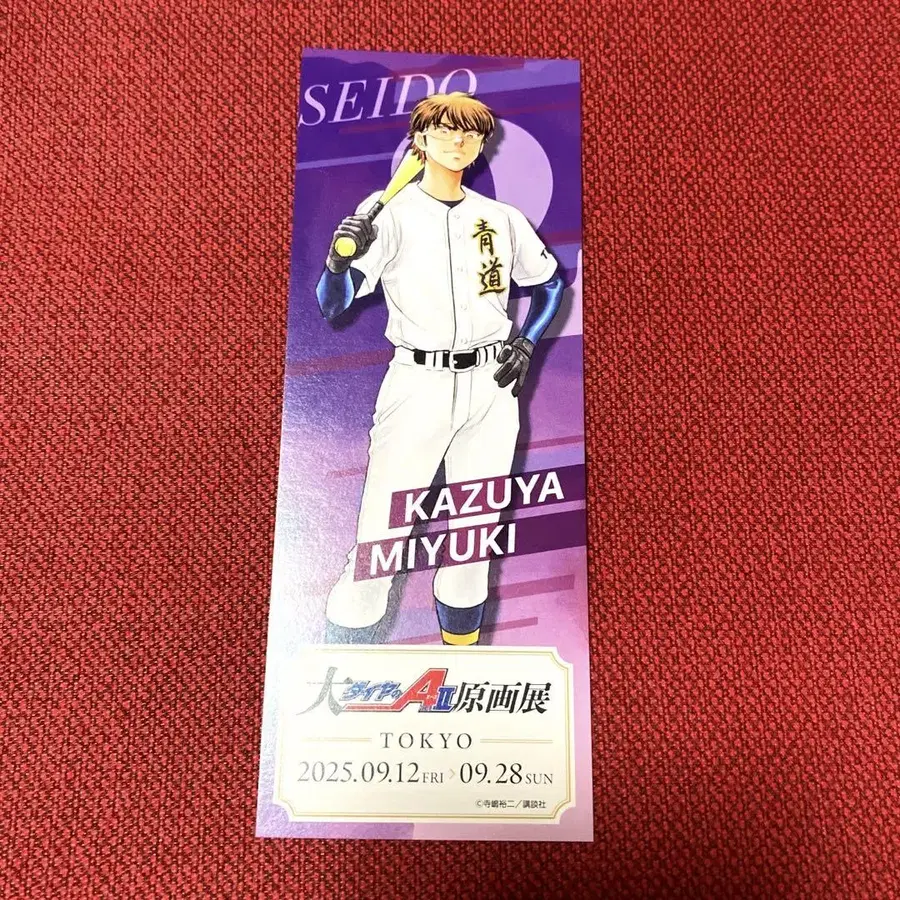 SEIDO
青道
KAZUYA
MIYUKI
大ダイヤのAII原画展
TOKYO
2025.09.12 FRI › 09.28 SUN
©寺嶋裕二/講談社